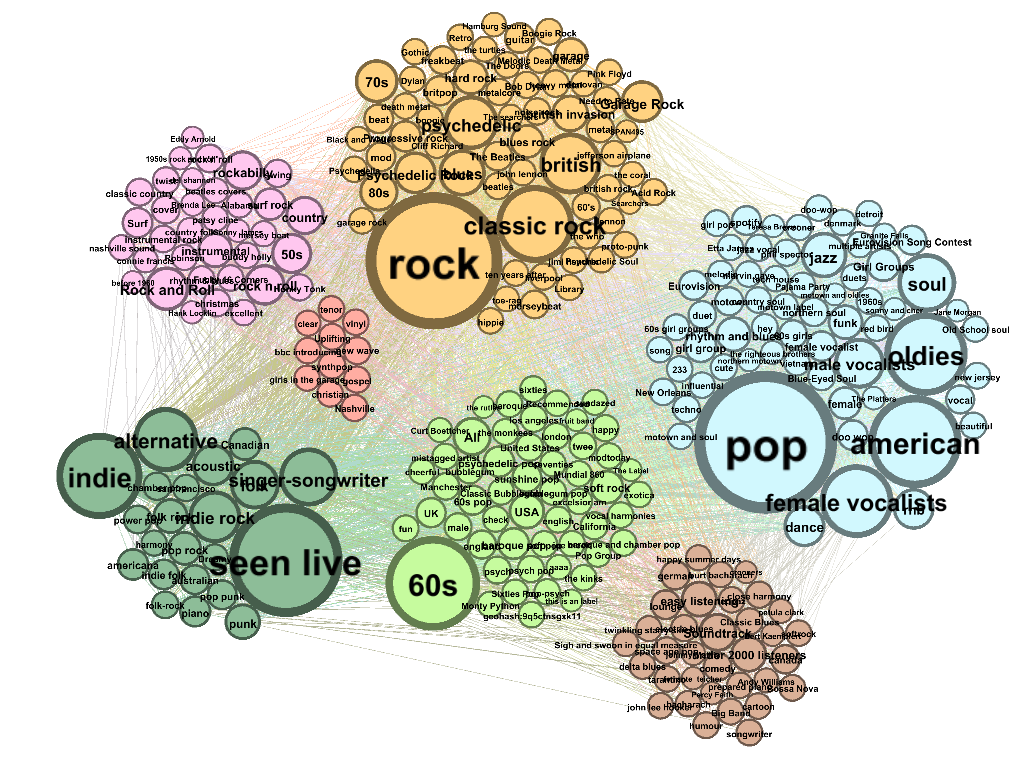 Hamburg Sound
Boogie Rock
Retro
guitar
Gothic
the turtles
garage
freakbeat
The Doors
Melodic Death Metal
70s
Dylan
hard rock
Pink Floyd
britpop
metalcore
Bob Dylan
heavy metal
donovan
death metal
Garage Rock
beat
boogie
The searchers
british invasion
psychedelic
metal
Black and White
Progressive rock
Cliff Richard
blues rock
mod
The Beatles
british
jefferson airplane
Psychedelia
Psychedelic Rock
blues
john lennon
the coral
80s
beatles
british rock
Acid Rock
Searchers
60's
lennon
garage rock
classic rock
the who
proto-punk
rock
Jimi Hendrix
Psychedelic Soul
ten years after
liverpool
Library
toe-rag
merseybeat
hippie
Eddy Arnold
1950s rock and roll
rock'n'roll
twist
del shannon
rockabilly
swing
classic country
beatles covers
Brenda Lee
Alabama
surf rock
cover
Surf
patsy cline
country
country folk
sonny james
Instrumental rock
mersey beat
nashville sound
instrumental
buddy holly
50s
connie francis
Robinson
before 1960
rhythm & blues
Rock and Roll
rock n roll
Honky Tonk
christmas
Hank Locklin
excellent
tenor
clear
vinyl
Uplifting
bbc introducing
new wave
synthpop
girls in the garage
gospel
christian
Nashville
doo-wop
detroit
girl pop
spotify
Teresa Brewer
crooner
denmark
Granite Falls
Etta James
jazz vocal
phil spector
jazz
multiple artists
Eurovision Song Contest
melodic
marvin gaye
tech house
duets
Girl Groups
Eurovision
Pajama Party
soul
motown
country soul
motown and oldies
motown label
1960s
duet
northern soul
sonny and cher
Jane Morgan
60s girl groups
hey
funk
red bird
Old School soul
rhythm and blues
60s girls
song
girl group
female vocalist
the righteous brothers
oldies
northern motown
Vietnam
male vocalists
233
cute
Blue-Eyed Soul
new jersey
New Orleans
influential
The Platters
techno
female
vocal
beautiful
motown and soul
pop
doo wop
american
female vocalists
rnb
dance
alternative
Canadian
indie
acoustic
folk
singer-songwriter
chamber pop
san francisco
power pop
folk rock
indie rock
harmony
pop rock
americana
indie folk
australian
seen live
pop punk
folk-rock
piano
punk
sixties
the rutles
baroque
Recommended
sundazed
Curt Boettcher
los angeles
fruit band
All
the monkees
london
happy
mistagged artist
United States
twee
modtoday
psychedelic pop
seventies
cheerful
bubblegum
sunshine pop
Mundial 860
The Label
Manchester
Classic Bubblegum
bubblegum pop
soft rock
exotica
60s pop
excelsior jam
UK
USA
vocal harmonies
fun
male
check
english
California
baroque pop
baroque and chamber pop
Pop Group
60s
psych
psych pop
aaaa
the kinks
Sixties Pop
pop-psych
Monty Python
this is an label
geohash:9q5ctnsgxk11
happy summer days
german
burt bacharach
crooners
easy listening
close harmony
lounge
petula clark
Soundtrack
Classic Blues
Bert Kaempfert
softrock
Sigh and swoon in equal measure
under 2000 listeners
space age pop
delta blues
comedy
canada
tarantino
Andy Williams
Bossa Nova
prepared piano
Percy Faith
john lee hooker
bacharach
cartoon
Big Band
humour
songwriter